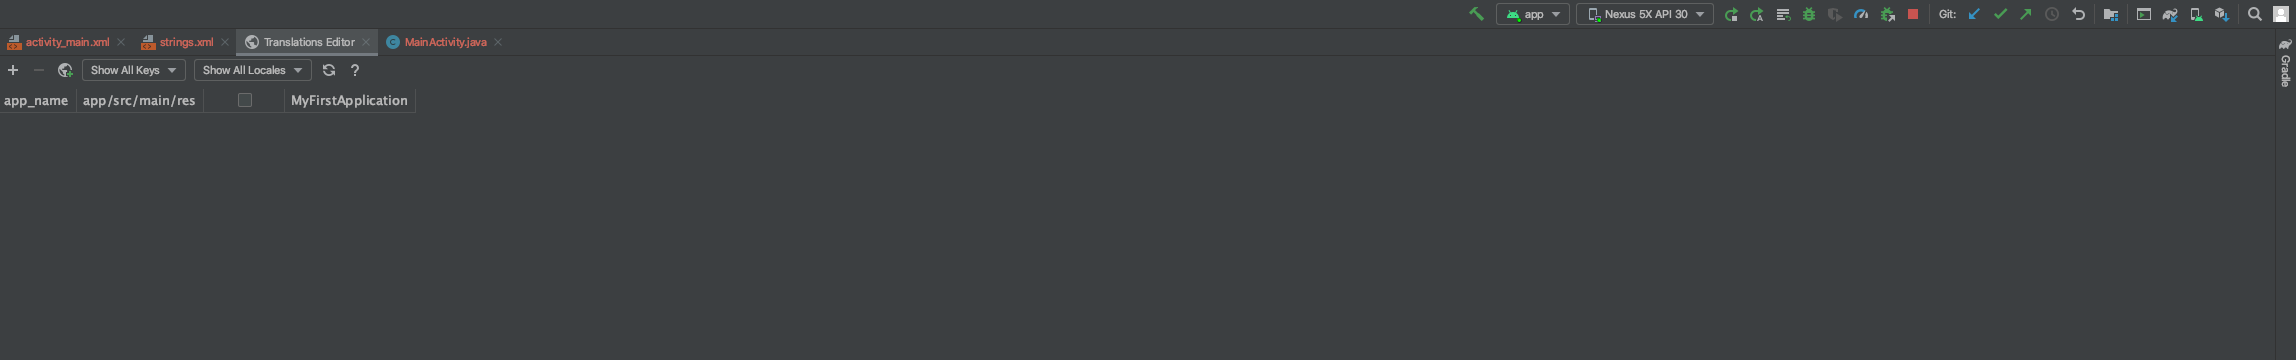 app Nexus 5X API 30 Git:
activity_main.xml strings.xml Translations Editor MainActivity.java
Show All Keys Show All Locales ?
app_name app/src/main/res MyFirstApplication
Gradle